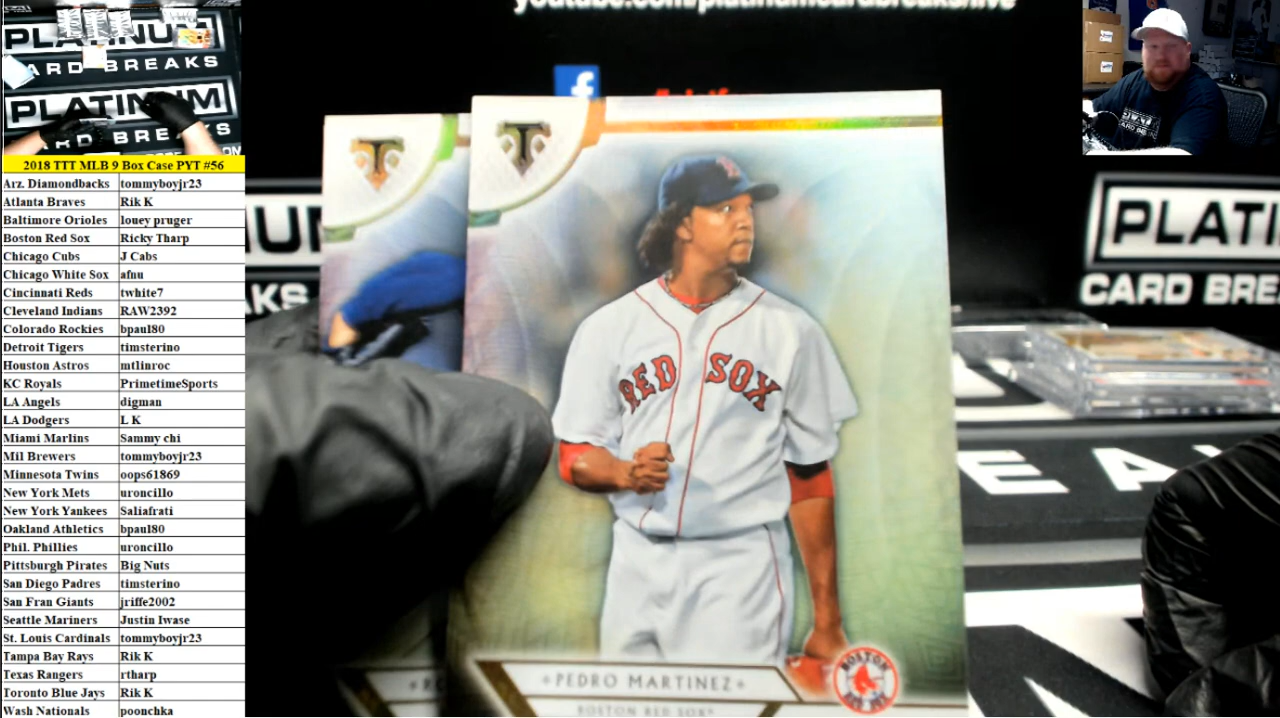 youtube.com/platinumcardbreakslive
PLATINUM
CARD BREAKS
PLATINUM
CARD BREAKS
2018 TTT MLB 9 Box Case PYT #56
Arz. Diamondbacks tommyboyjr23
Atlanta Braves Rik K
Baltimore Orioles louey pruger
Boston Red Sox Ricky Tharp
Chicago Cubs J Cabs
Chicago White Sox afnu
Cincinnati Reds twhite7
Cleveland Indians RAW2392
Colorado Rockies bpaul80
Detroit Tigers timsterino
Houston Astros mtlinroc
KC Royals PrimetimeSports
LA Angels digman
LA Dodgers L K
Miami Marlins Sammy chi
Mil Brewers tommyboyjr23
Minnesota Twins oops61869
New York Mets uroncillo
New York Yankees Saliafrati
Oakland Athletics bpaul80
Phil. Phillies uroncillo
Pittsburgh Pirates Big Nuts
San Diego Padres timsterino
San Fran Giants jriffe2002
Seattle Mariners Justin Iwase
St. Louis Cardinals tommyboyjr23
Tampa Bay Rays Rik K
Texas Rangers rtharp
Toronto Blue Jays Rik K
Wash Nationals poonchka
T
T
RED SOX
PEDRO MARTINEZ
BOSTON RED SOX
BOSTON
RED SOX
PLATI
CARD BRE
UM
KS
E A